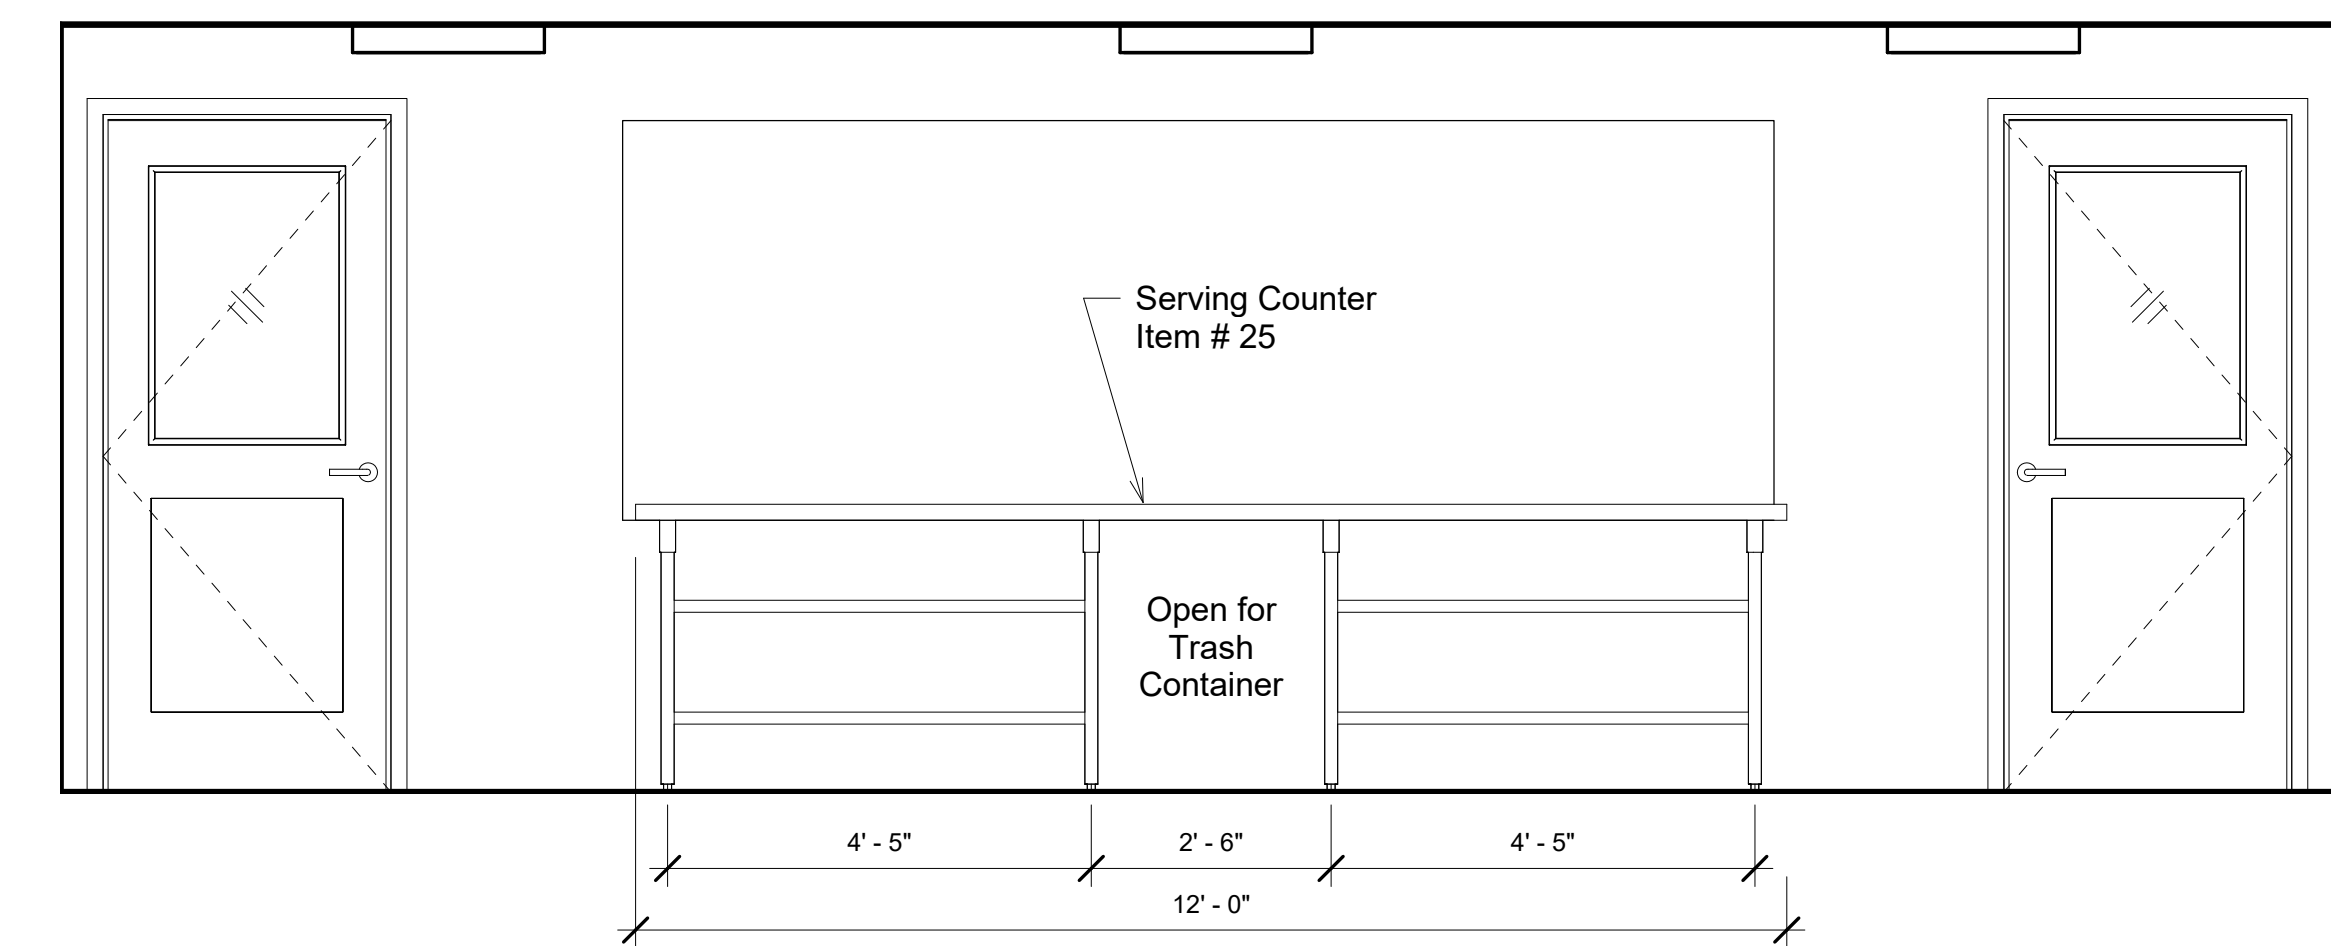 Serving Counter
Item # 25
Open for
Trash
Container
4' - 5"
2' - 6"
4' - 5"
12' - 0"